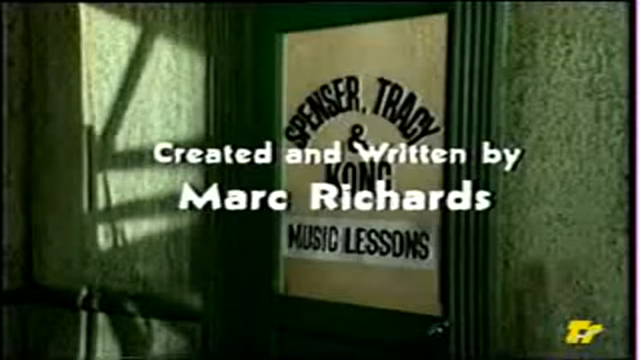 SPENSER, TRACY
&
KONG
Created and Written by
Marc Richards
MUSIC LESSONS